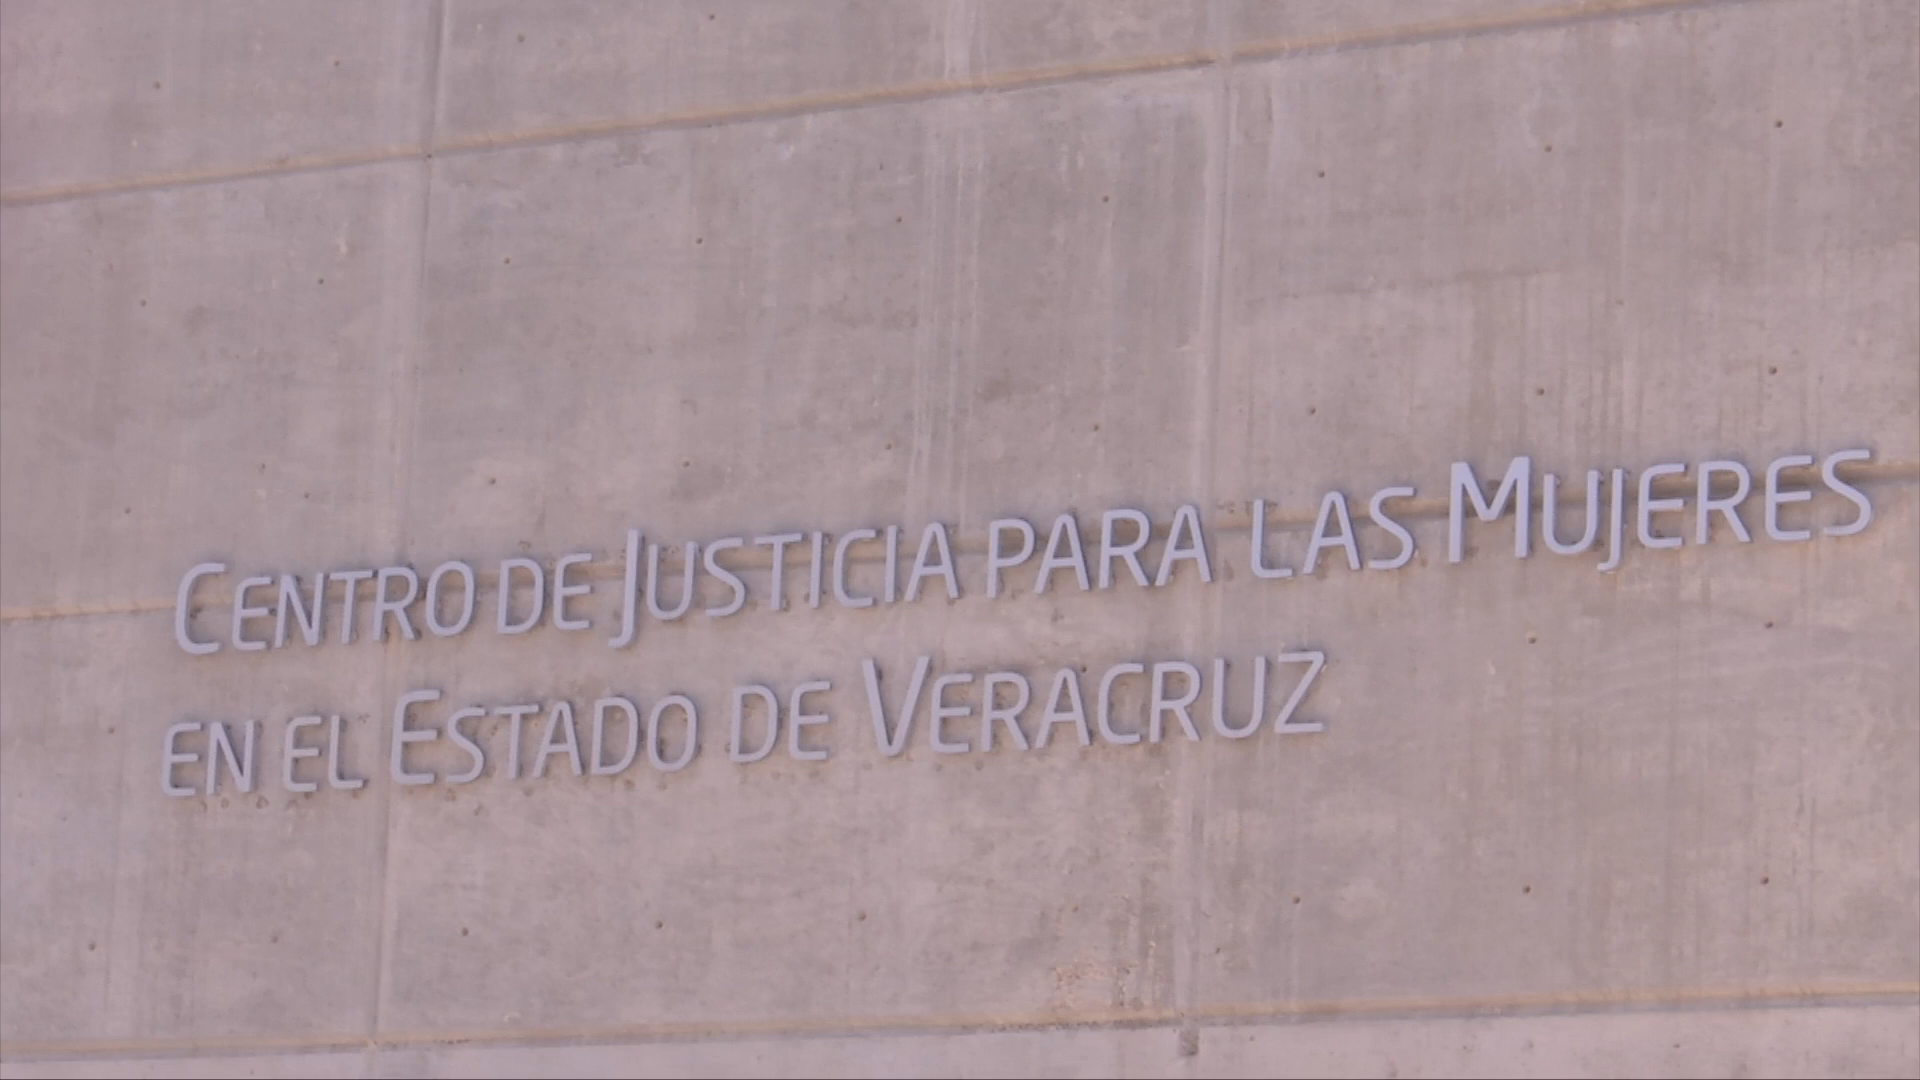 CENTRO DE JUSTICIA PARA LAS MUJERES
EN EL ESTADO DE VERACRUZ